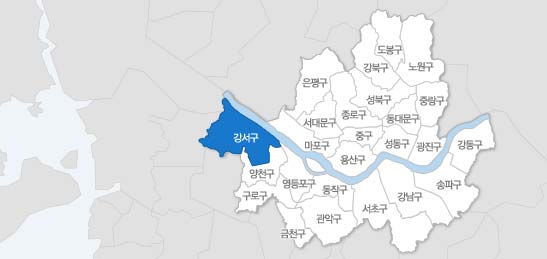 도봉구
강북구
노원구
은평구
성북구
중랑구
서대문구
종로구
동대문구
강서구
마포구
중구
성동구
광진구
강동구
용산구
양천구
영등포구
동작구
강남구
송파구
구로구
금천구
관악구
서초구